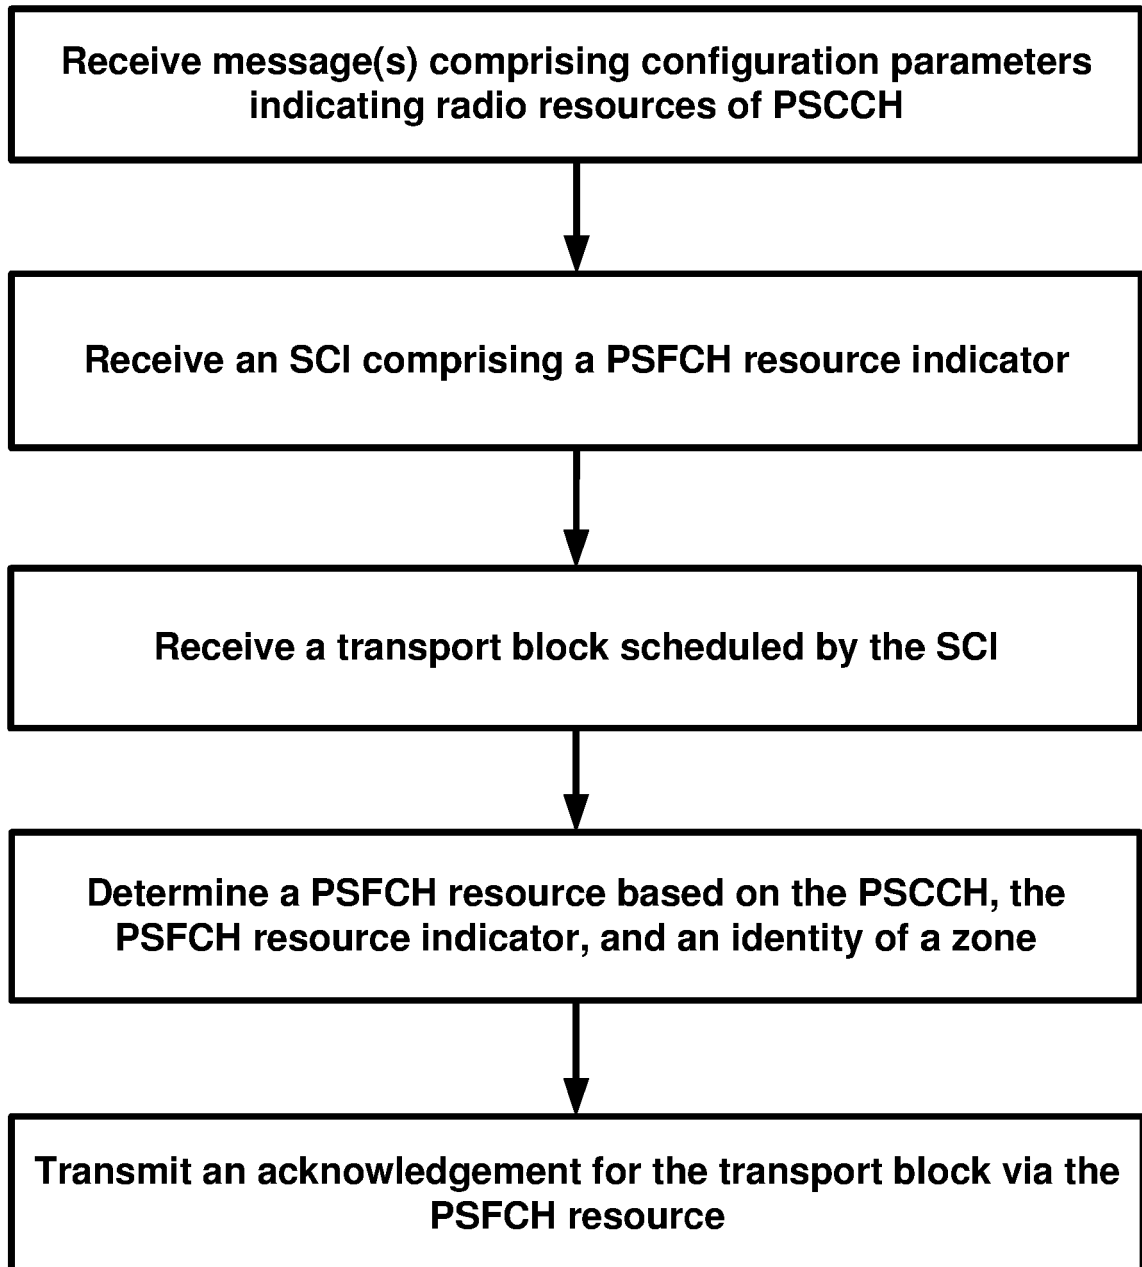 Receive message(s) comprising configuration parameters
indicating radio resources of PSCCH
Receive an SCI comprising a PSFCH resource indicator
Receive a transport block scheduled by the SCI
Determine a PSFCH resource based on the PSCCH, the
PSFCH resource indicator, and an identity of a zone
Transmit an acknowledgement for the transport block via the
PSFCH resource